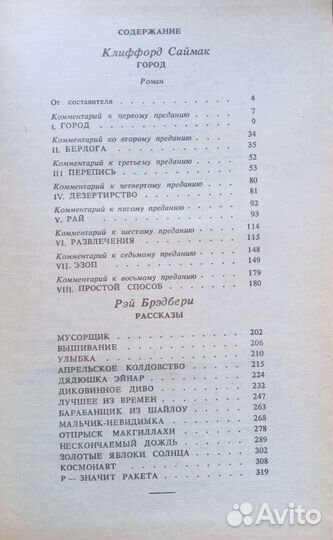 СОДЕРЖАНИЕ
Клиффорд Саймак
ГОРОД
Роман
От составителя . . . . . . . . . 4
Комментарий к первому преданию . . . 7
I. ГОРОД . . . . . . . . . 9
Комментарий ко второму преданию . . . 34
II. БЕРЛОГА . . . . . . . . . 35
Комментарий к третьему преданию . . . 52
III ПЕРЕПИСЬ . . . . . . . . . 53
Комментарий к четвертому преданию . . . 80
IV. ДЕЗЕРТИРСТВО . . . . . . . . . 81
Комментарий к пятому преданию . . . 92
V. РАЙ . . . . . . . . . 93
Комментарий к шестому преданию . . . 114
VI. РАЗВЛЕЧЕНИЯ . . . . . . . . . 115
Комментарий к седьмому преданию . . . 148
VII. ЭЗОП . . . . . . . . . 149
Комментарий к восьмому преданию . . . 179
VIII. ПРОСТОЙ СПОСОБ . . . . . . 180
Рэй Брэдбери
РАССКАЗЫ
МУСОРЩИК . . . . . . . . . 202
ВЫШИВАНИЕ . . . . . . . . . 206
УЛЫБКА . . . . . . . . . 210
АПРЕЛЬСКОЕ КОЛДОВСТВО . . . . . . 215
ДЯДЮШКА ЭЙНАР . . . . . . . . . 224
ДИКОВИННОЕ ДИВО . . . . . . . . . 232
ЛУЧШЕЕ ИЗ ВРЕМЕН . . . . . . . . . 247
БАРАБАНЩИК ИЗ ШАЙЛОУ . . . . . . 263
МАЛЬЧИК-НЕВИДИМКА . . . . . . . . . 268
ОТПРЫСК МАКГИЛЛАХИ . . . . . . . . . 278
НЕСКОНЧАЕМЫЙ ДОЖДЬ . . . . . . . . . 289
ЗОЛОТЫЕ ЯБЛОКИ СОЛНЦА . . . . . . 302
КОСМОНАВТ . . . . . . . . . 308
Р — ЗНАЧИТ РАКЕТА . . . . . . . . . 319
Avito